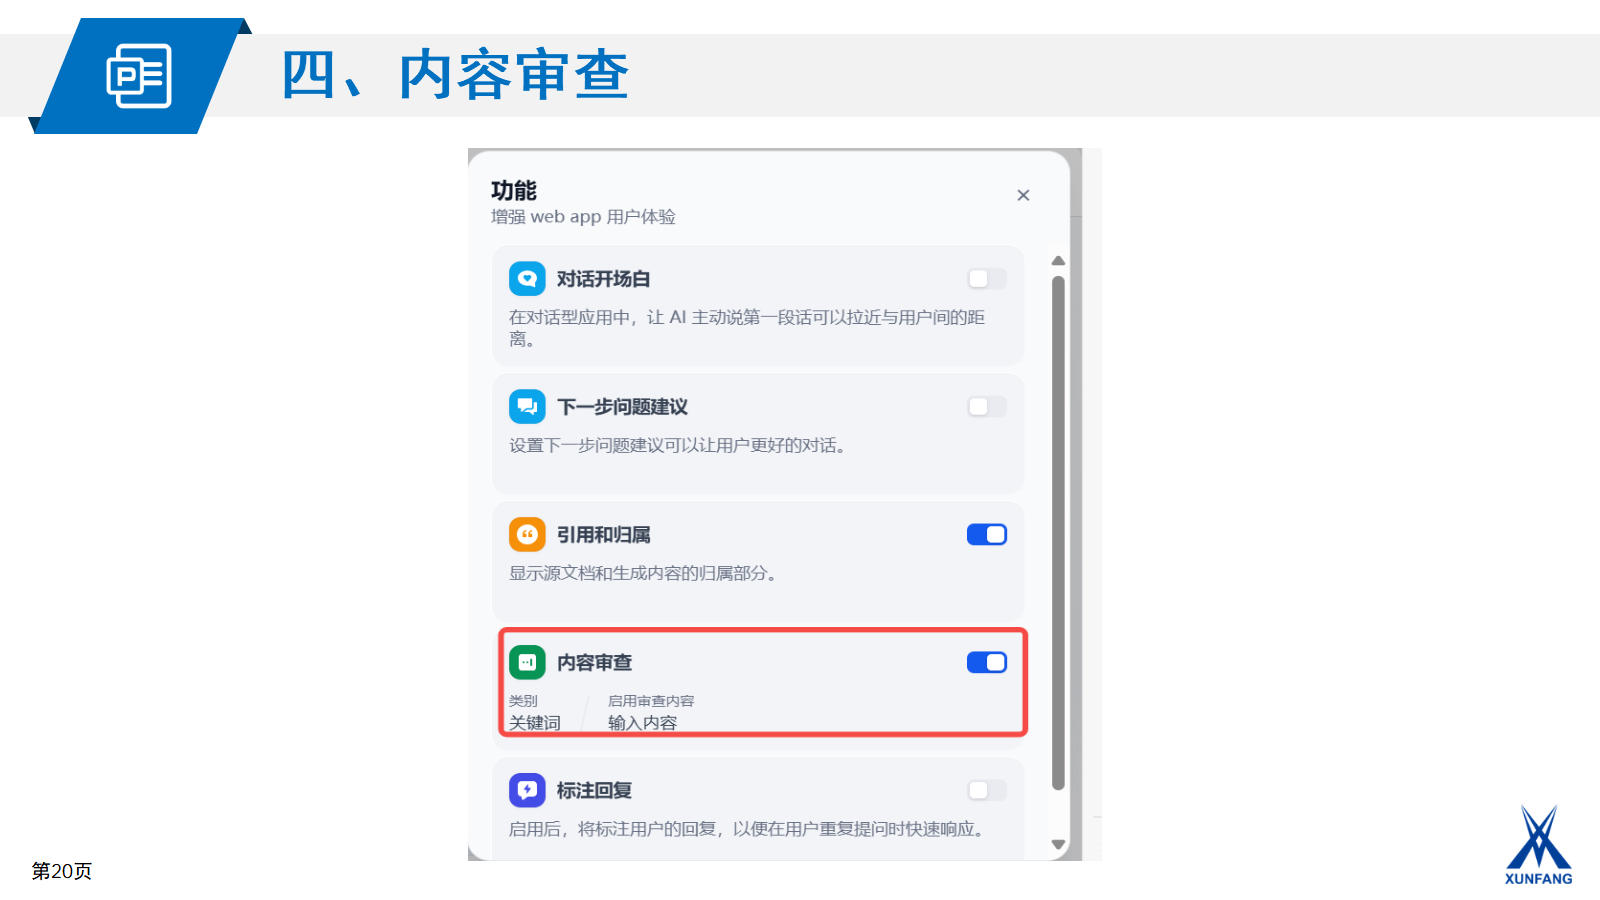 四、内容审查
功能
增强 web app 用户体验
对话开场白
在对话型应用中，让 AI 主动说第一段话可以拉近与用户间的距
离。
下一步问题建议
设置下一步问题建议可以让用户更好的对话。
引用和归属
显示源文档和生成内容的归属部分。
内容审查
类别
启用审查内容
关键词
输入内容
标注回复
启用后，将标注用户的回复，以便在用户重复提问时快速响应。
第20页
XUNFANG